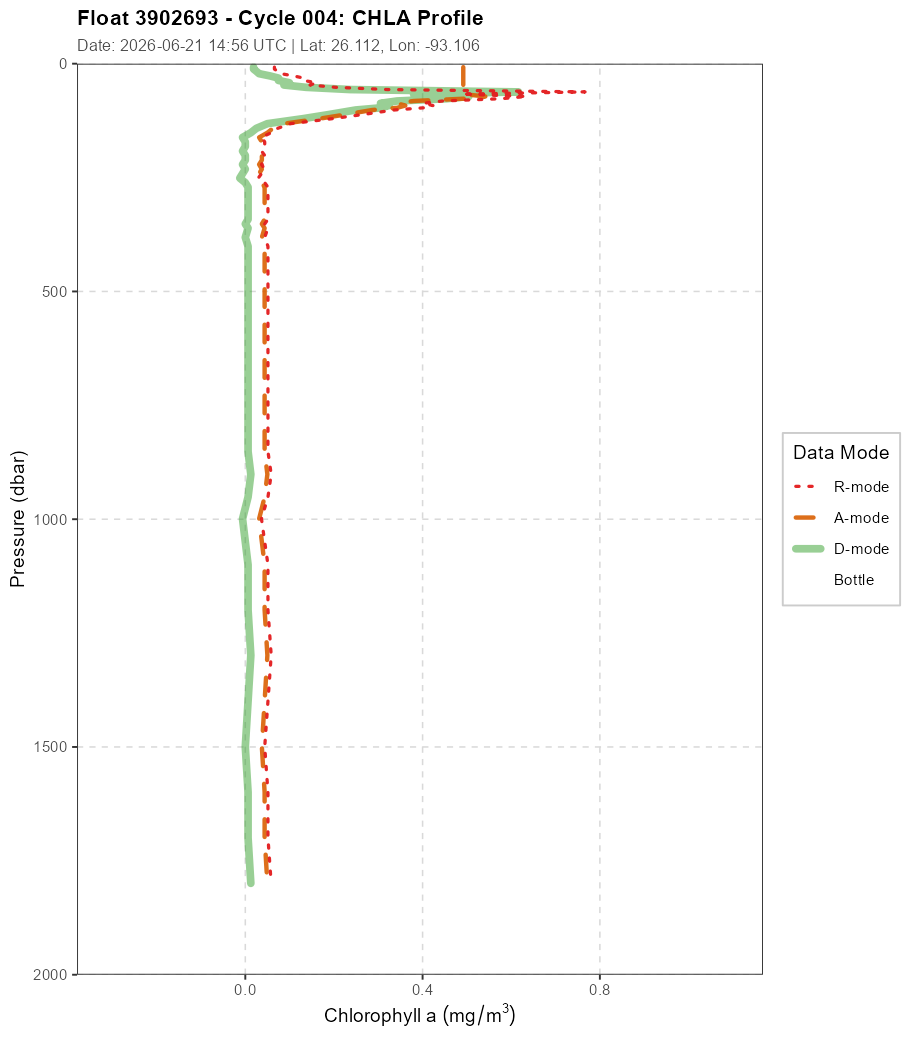 Float 3902693 - Cycle 004: CHLA Profile
Date: 2026-06-21 14:56 UTC | Lat: 26.112, Lon: -93.106
0
500
1000
1500
2000
Pressure (dbar)
0.0 0.4 0.8
Chlorophyll a (mg/m³)
Data Mode
R-mode
A-mode
D-mode
Bottle